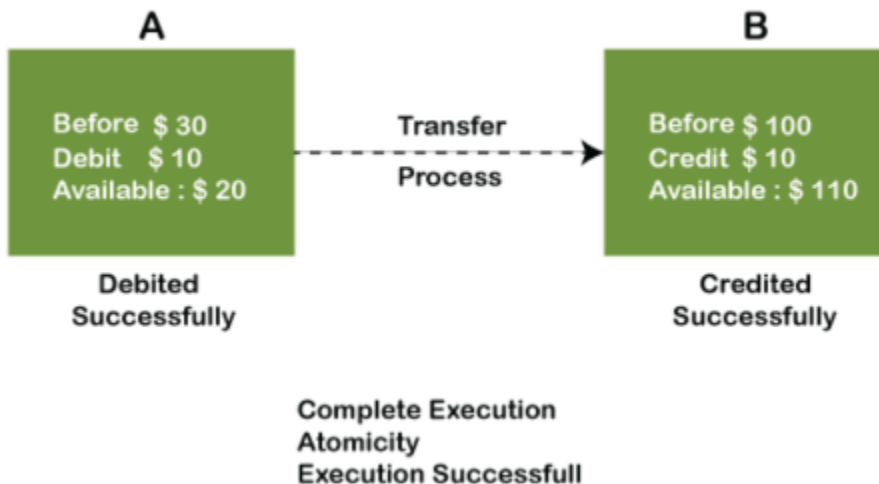 A
Before $ 30
Debit $ 10
Available : $ 20
Debited
Successfully
Transfer
Process
B
Before $ 100
Credit $ 10
Available : $ 110
Credited
Successfully
Complete Execution
Atomicity
Execution Successfull